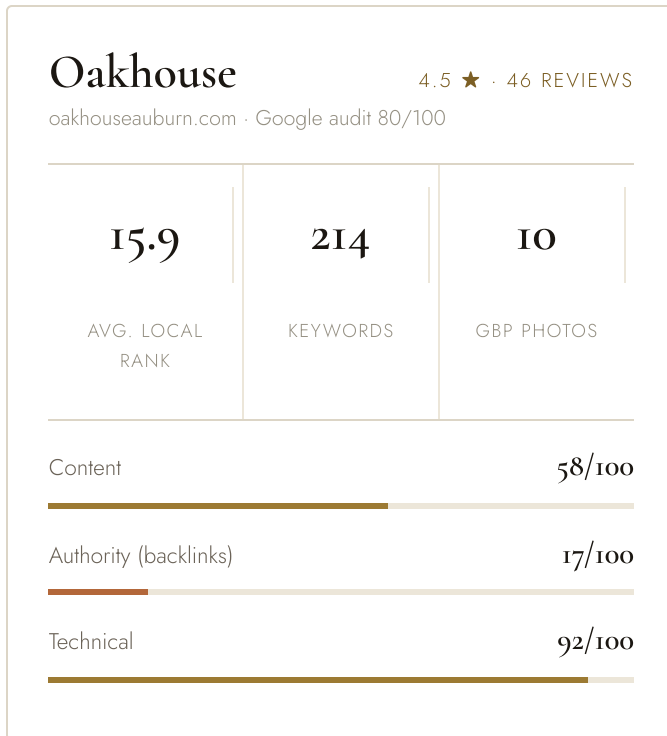 Oakhouse
4.5 ★ · 46 REVIEWS
oakhouseauburn.com · Google audit 80/100
15.9
214
10
AVG. LOCAL
RANK
KEYWORDS
GBP PHOTOS
Content
58/100
Authority (backlinks)
17/100
Technical
92/100